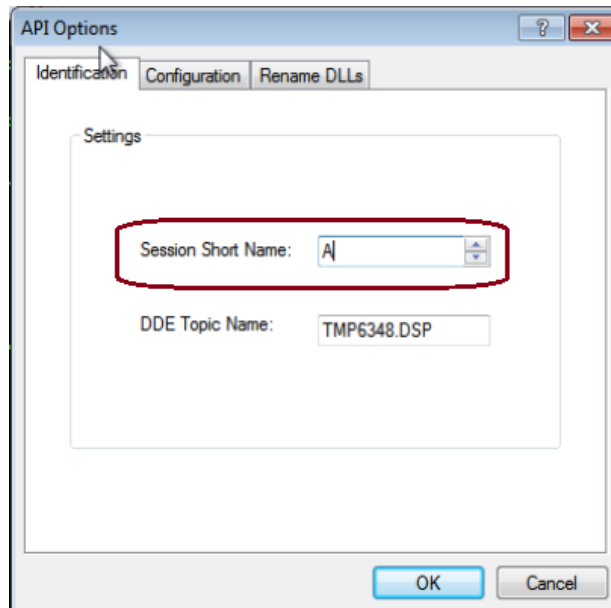 API Options
Identification Configuration Rename DLLs
Settings
Session Short Name: A
DDE Topic Name: TMP6348.DSP
OK Cancel